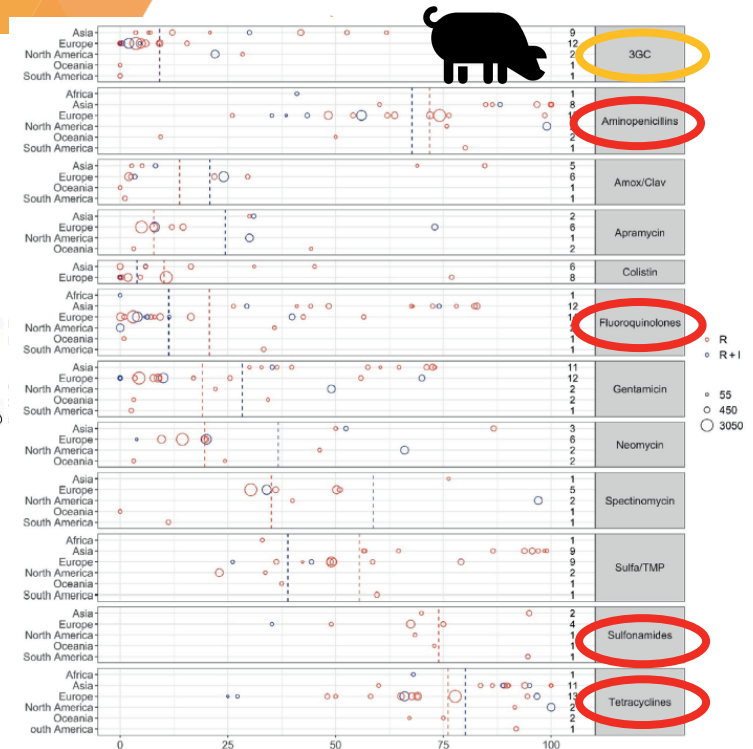 Asia 9
Europe 12
North America 2
Oceania 1
South America 1
3GC
Africa 1
Asia 8
Europe 1
North America
Oceania 2
South America 1
Aminopenicillins
Asia 5
Europe 6
Oceania 1
South America 1
Amox/Clav
Asia 2
Europe 6
North America 1
Oceania 2
Apramycin
Asia 6
Europe 8
Colistin
Africa 1
Asia 12
Europe 1
North America
Oceania 1
South America 1
Fluoroquinolones
Asia 11
Europe 12
North America 2
Oceania 2
South America 1
Gentamicin
Asia 3
Europe 6
North America 2
Oceania 2
Neomycin
Asia 1
Europe 5
North America 2
Oceania 1
South America 1
Spectinomycin
Africa 1
Asia 9
Europe 9
North America 2
Oceania 1
South America 1
Sulfa/TMP
Asia 2
Europe 4
North America 1
Oceania 1
South America 1
Sulfonamides
Africa 1
Asia 11
Europe 13
North America 2
Oceania 2
outh America 1
Tetracyclines
0 25 50 75 100
R
R + I
55
450
3050